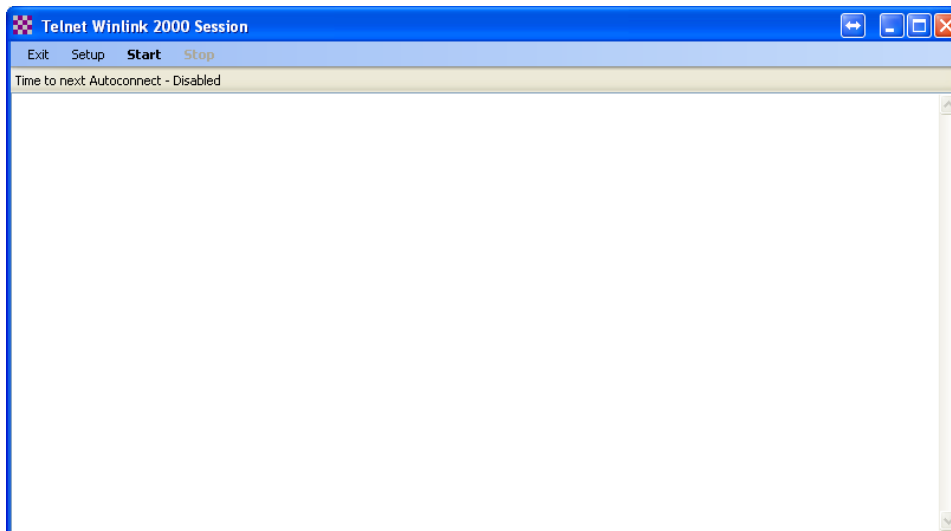 Telnet Winlink 2000 Session
Exit Setup Start Stop
Time to next Autoconnect - Disabled